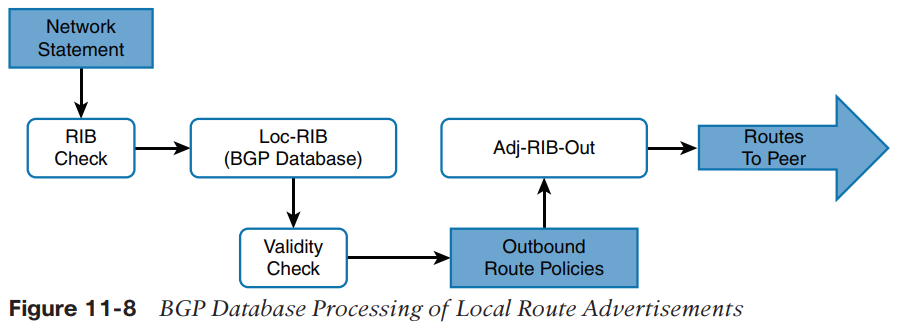 Network
Statement
RIB
Check
Loc-RIB
(BGP Database)
Adj-RIB-Out
Routes
To Peer
Validity
Check
Outbound
Route Policies
Figure 11-8 BGP Database Processing of Local Route Advertisements